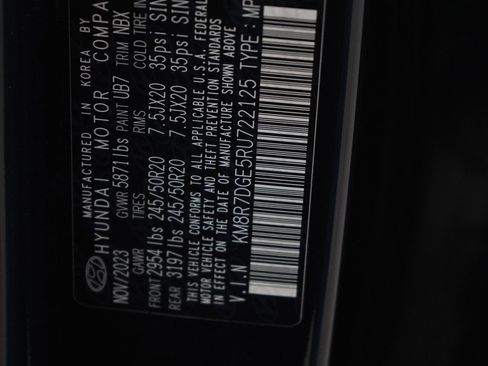 MANUFACTURED IN KOREA BY
HYUNDAI MOTOR COMPA
NOV/2023 GVWR 5871lbs PAINT UB7 TRIM NBX
GAWR TIRES RIMS COLD TIRE IN
FRONT 2954lbs 245/50R20 7.5JX20 35psi SIN
REAR 3197lbs 245/50R20 7.5JX20 35psi SIN
THIS VEHICLE CONFORMS TO ALL APPLICABLE U.S.A. FEDERAL
MOTOR VEHICLE SAFETY AND THEFT PREVENTION STANDARDS
IN EFFECT ON THE DATE OF MANUFACTURE SHOWN ABOVE
V.I.N KM8R7DGE5RU722125 TYPE : MP